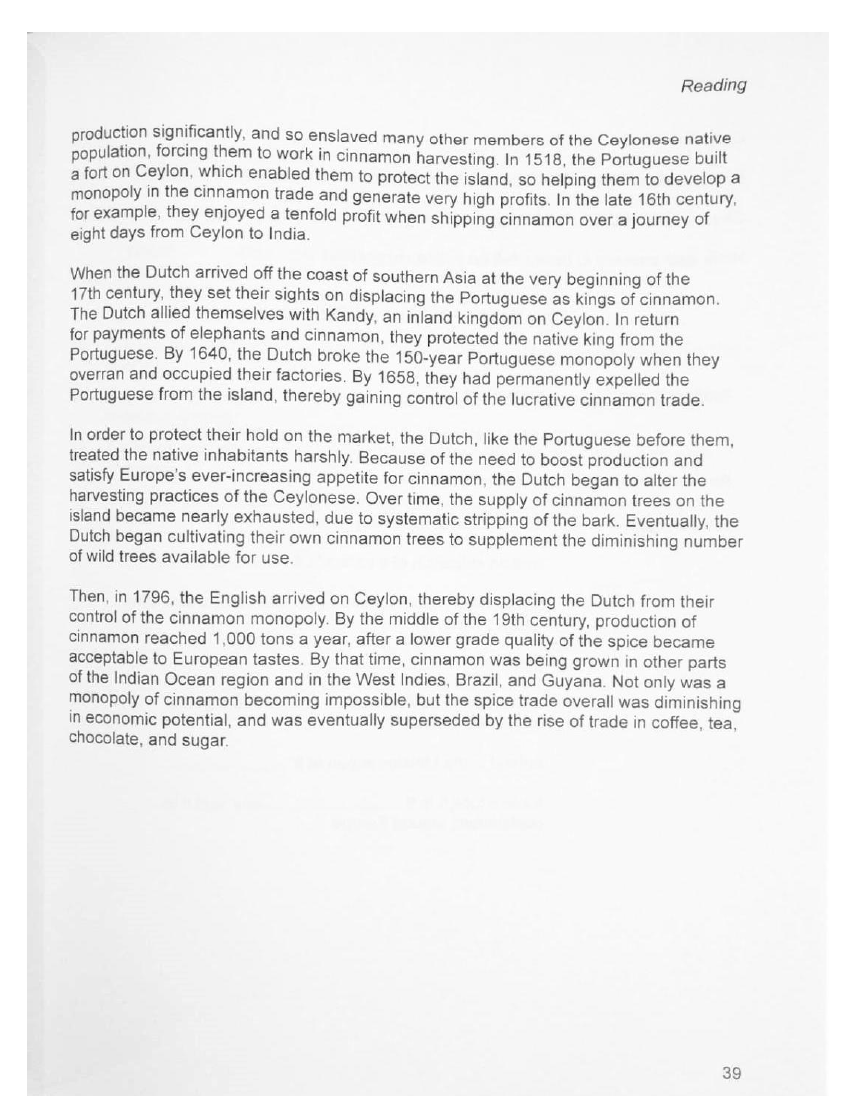 Reading
production significantly, and so enslaved many other members of the Ceylonese native
population, forcing them to work in cinnamon harvesting. In 1518, the Portuguese built
a fort on Ceylon, which enabled them to protect the island, so helping them to develop a
monopoly in the cinnamon trade and generate very high profits. In the late 16th century,
for example, they enjoyed a tenfold profit when shipping cinnamon over a journey of
eight days from Ceylon to India.
When the Dutch arrived off the coast of southern Asia at the very beginning of the
17th century, they set their sights on displacing the Portuguese as kings of cinnamon.
The Dutch allied themselves with Kandy, an inland kingdom on Ceylon. In return
for payments of elephants and cinnamon, they protected the native king from the
Portuguese. By 1640, the Dutch broke the 150-year Portuguese monopoly when they
overran and occupied their factories. By 1658, they had permanently expelled the
Portuguese from the island, thereby gaining control of the lucrative cinnamon trade.
In order to protect their hold on the market, the Dutch, like the Portuguese before them,
treated the native inhabitants harshly. Because of the need to boost production and
satisfy Europe's ever-increasing appetite for cinnamon, the Dutch began to alter the
harvesting practices of the Ceylonese. Over time, the supply of cinnamon trees on the
island became nearly exhausted, due to systematic stripping of the bark. Eventually, the
Dutch began cultivating their own cinnamon trees to supplement the diminishing number
of wild trees available for use.
Then, in 1796, the English arrived on Ceylon, thereby displacing the Dutch from their
control of the cinnamon monopoly. By the middle of the 19th century, production of
cinnamon reached 1,000 tons a year, after a lower grade quality of the spice became
acceptable to European tastes. By that time, cinnamon was being grown in other parts
of the Indian Ocean region and in the West Indies, Brazil, and Guyana. Not only was a
monopoly of cinnamon becoming impossible, but the spice trade overall was diminishing
in economic potential, and was eventually superseded by the rise of trade in coffee, tea,
chocolate, and sugar.
39